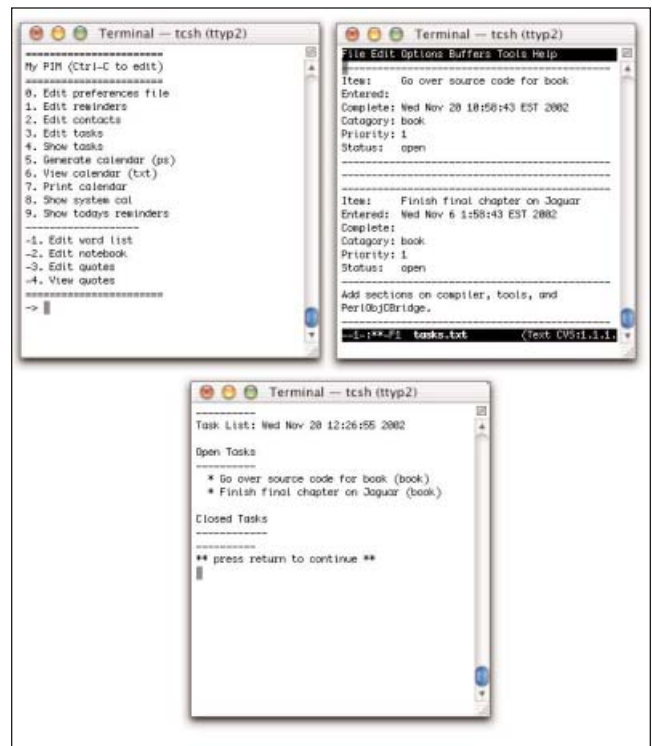 Terminal — tcsh (ttyp2)
=======================
My PIM (Ctrl-C to edit)
=======================
0. Edit preferences file
1. Edit reminders
2. Edit contacts
3. Edit tasks
4. Show tasks
5. Generate calendar (ps)
6. View calendar (txt)
7. Print calendar
8. Show system cal
9. Show todays reminders
-------------------
-1. Edit word list
-2. Edit notebook
-3. Edit quotes
-4. View quotes
=======================
->
Terminal — tcsh (ttyp2)
File Edit Options Buffers Tools Help
Item: Go over source code for book
Entered:
Complete: Wed Nov 20 10:58:43 EST 2002
Catagory: book
Priority: 1
Status: open
Item: Finish final chapter on Jaguar
Entered: Wed Nov 6 1:58:43 EST 2002
Complete:
Catagory: book
Priority: 1
Status: open
Add sections on compiler, tools, and
PerlObjCBridge.
--1-:**-F1 tasks.txt (Text CVS:1.1.1.
Terminal — tcsh (ttyp2)
----------
Task List: Wed Nov 20 12:26:55 2002
Open Tasks
----------
* Go over source code for book (book)
* Finish final chapter on Jaguar (book)
Closed Tasks
------------
----------
** press return to continue **